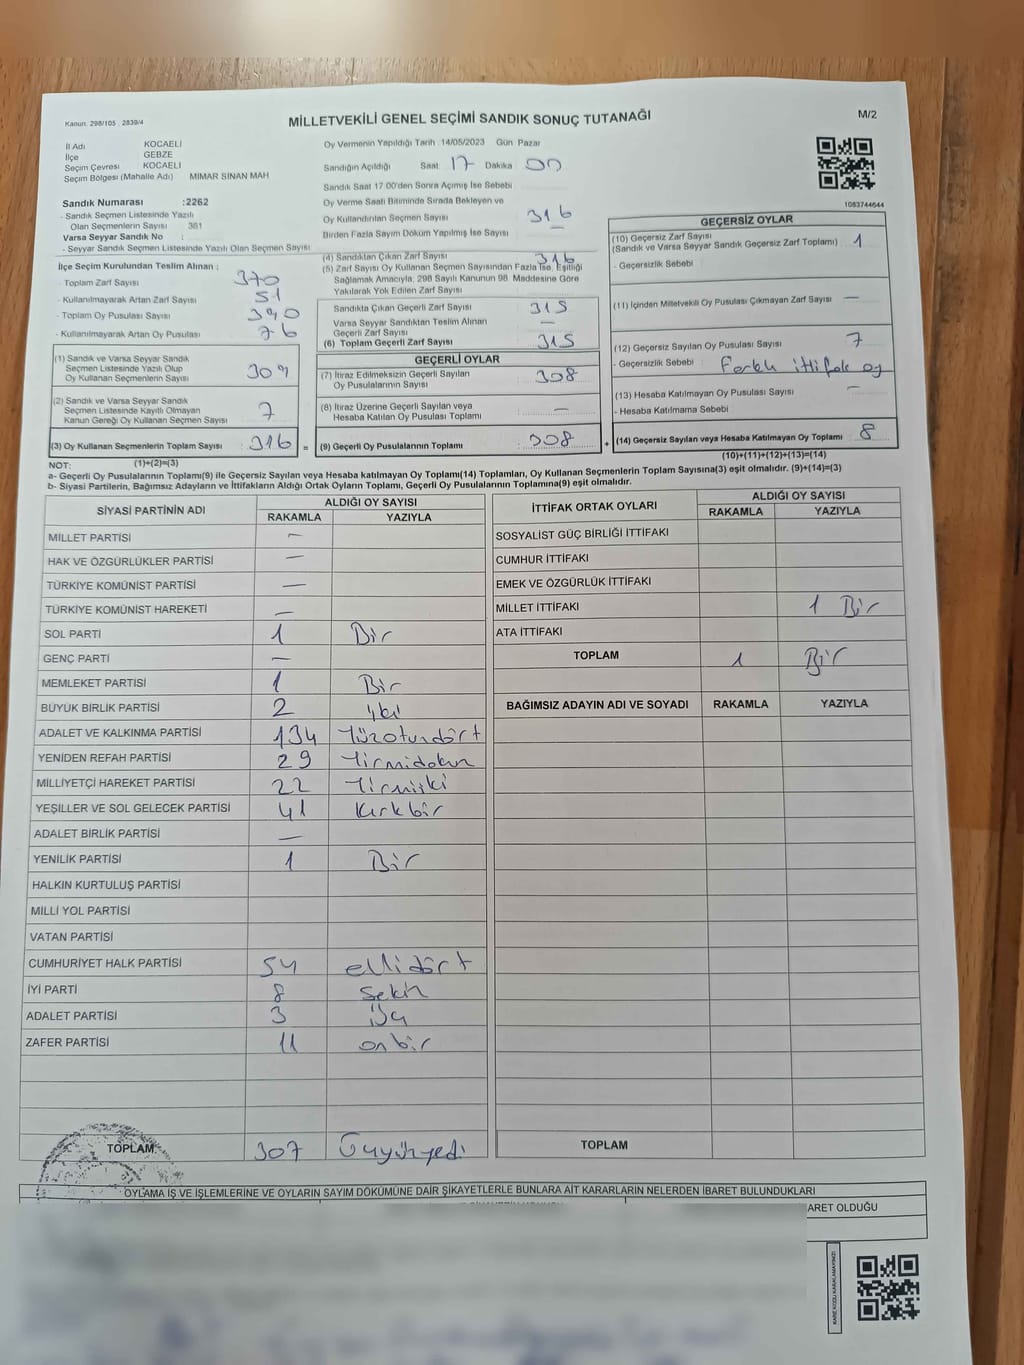 Kanun: 298/105 , 2839/4
MİLLETVEKİLİ GENEL SEÇİMİ SANDIK SONUÇ TUTANAĞI
M/2
İl Adı KOCAELİ
İlçe GEBZE
Seçim Çevresi KOCAELİ
Seçim Bölgesi (Mahalle Adı) MİMAR SİNAN MAH
Sandık Numarası :2262
- Sandık Seçmen Listesinde Yazılı
Olan Seçmenlerin Sayısı : 361
Varsa Seyyar Sandık No :
- Seyyar Sandık Seçmen Listesinde Yazılı Olan Seçmen Sayısı :
Oy Vermenin Yapıldığı Tarih :14/05/2023 Gün Pazar
Sandığın Açıldığı Saat 17 Dakika 00
Sandık Saat 17.00'den Sonra Açımış İse Sebebi
Oy Verme Saati Bitiminde Sırada Bekleyen ve
Oy Kullandırılan Seçmen Sayısı 316
Birden Fazla Sayım Döküm Yapılmış İse Sayısı —
1083744644
İlçe Seçim Kurulundan Teslim Alınan :
- Toplam Zarf Sayısı 370
- Kullanılmayarak Artan Zarf Sayısı 51
- Toplam Oy Pusulası Sayısı : 390
- Kullanılmayarak Artan Oy Pusulası : 76
(1) Sandık ve Varsa Seyyar Sandık
Seçmen Listesinde Yazılı Olup
Oy Kullanan Seçmenlerin Sayısı : 309
(2) Sandık ve Varsa Seyyar Sandık
Seçmen Listesinde Kayıtlı Olmayan
Kanun Gereği Oy Kullanan Seçmen Sayısı : 7
(3) Oy Kullanan Seçmenlerin Toplam Sayısı : 316
(1)+(2)=(3)
(4) Sandıktan Çıkan Zarf Sayısı 316
(5) Zarf Sayısı Oy Kullanan Seçmen Sayısından Fazla İse, Eşitliği
Sağlamak Amacıyla; 298 Sayılı Kanunun 98. Maddesine Göre
Yakılarak Yok Edilen Zarf Sayısı
Sandıkta Çıkan Geçerli Zarf Sayısı 315
Varsa Seyyar Sandıktan Teslim Alınan
Geçerli Zarf Sayısı —
(6) Toplam Geçerli Zarf Sayısı 315
GEÇERLİ OYLAR
(7) İtiraz Edilmeksizin Geçerli Sayılan
Oy Pusulalarının Sayısı : 308
(8) İtiraz Üzerine Geçerli Sayılan veya
Hesaba Katılan Oy Pusulası Toplamı : —
= (9) Geçerli Oy Pusulalarının Toplamı : 308
GEÇERSİZ OYLAR
(10) Geçersiz Zarf Sayısı
(Sandık ve Varsa Seyyar Sandık Geçersiz Zarf Toplamı) : 1
- Geçersizlik Sebebi
(11) İçinden Milletvekili Oy Pusulası Çıkmayan Zarf Sayısı : —
(12) Geçersiz Sayılan Oy Pusulası Sayısı : 7
- Geçersizlik Sebebi : Farklı ittifak oy
(13) Hesaba Katılmayan Oy Pusulası Sayısı : —
- Hesaba Katılmama Sebebi
+ (14) Geçersiz Sayılan veya Hesaba Katılmayan Oy Toplamı : 8
(10)+(11)+(12)+(13)=(14)
NOT:
a- Geçerli Oy Pusulalarının Toplamı(9) ile Geçersiz Sayılan veya Hesaba katılmayan Oy Toplamı(14) Toplamları, Oy Kullanan Seçmenlerin Toplam Sayısına(3) eşit olmalıdır. (9)+(14)=(3)
b- Siyasi Partilerin, Bağımsız Adayların ve İttifakların Aldığı Ortak Oyların Toplamı, Geçerli Oy Pusulalarının Toplamına(9) eşit olmalıdır.
SİYASİ PARTİNİN ADI ALDIĞI OY SAYISI
RAKAMLA YAZIYLA
MİLLET PARTİSİ —
HAK VE ÖZGÜRLÜKLER PARTİSİ —
TÜRKİYE KOMÜNİST PARTİSİ —
TÜRKİYE KOMÜNİST HAREKETİ —
SOL PARTİ 1 Bir
GENÇ PARTİ —
MEMLEKET PARTİSİ 1 Bir
BÜYÜK BİRLİK PARTİSİ 2 iki
ADALET VE KALKINMA PARTİSİ 134 Yüzotuzdört
YENİDEN REFAH PARTİSİ 29 Yirmidokuz
MİLLİYETÇİ HAREKET PARTİSİ 22 Yirmiiki
YEŞİLLER VE SOL GELECEK PARTİSİ 41 Kırkbir
ADALET BİRLİK PARTİSİ —
YENİLİK PARTİSİ 1 Bir
HALKIN KURTULUŞ PARTİSİ
MİLLİ YOL PARTİSİ
VATAN PARTİSİ
CUMHURİYET HALK PARTİSİ 54 ellidört
İYİ PARTİ 8 Sekiz
ADALET PARTİSİ 3 Üç
ZAFER PARTİSİ 11 onbir
TOPLAM 307 Üçyüzyedi
İTTİFAK ORTAK OYLARI ALDIĞI OY SAYISI
RAKAMLA YAZIYLA
SOSYALİST GÜÇ BİRLİĞİ İTTİFAKI
CUMHUR İTTİFAKI
EMEK VE ÖZGÜRLÜK İTTİFAKI
MİLLET İTTİFAKI 1 Bir
ATA İTTİFAKI
TOPLAM 1 Bir
BAĞIMSIZ ADAYIN ADI VE SOYADI RAKAMLA YAZIYLA
TOPLAM
OYLAMA İŞ VE İŞLEMLERİNE VE OYLARIN SAYIM DÖKÜMÜNE DAİR ŞİKAYETLERLE BUNLARA AİT KARARLARIN NELERDEN İBARET BULUNDUKLARI
ARET OLDUĞU